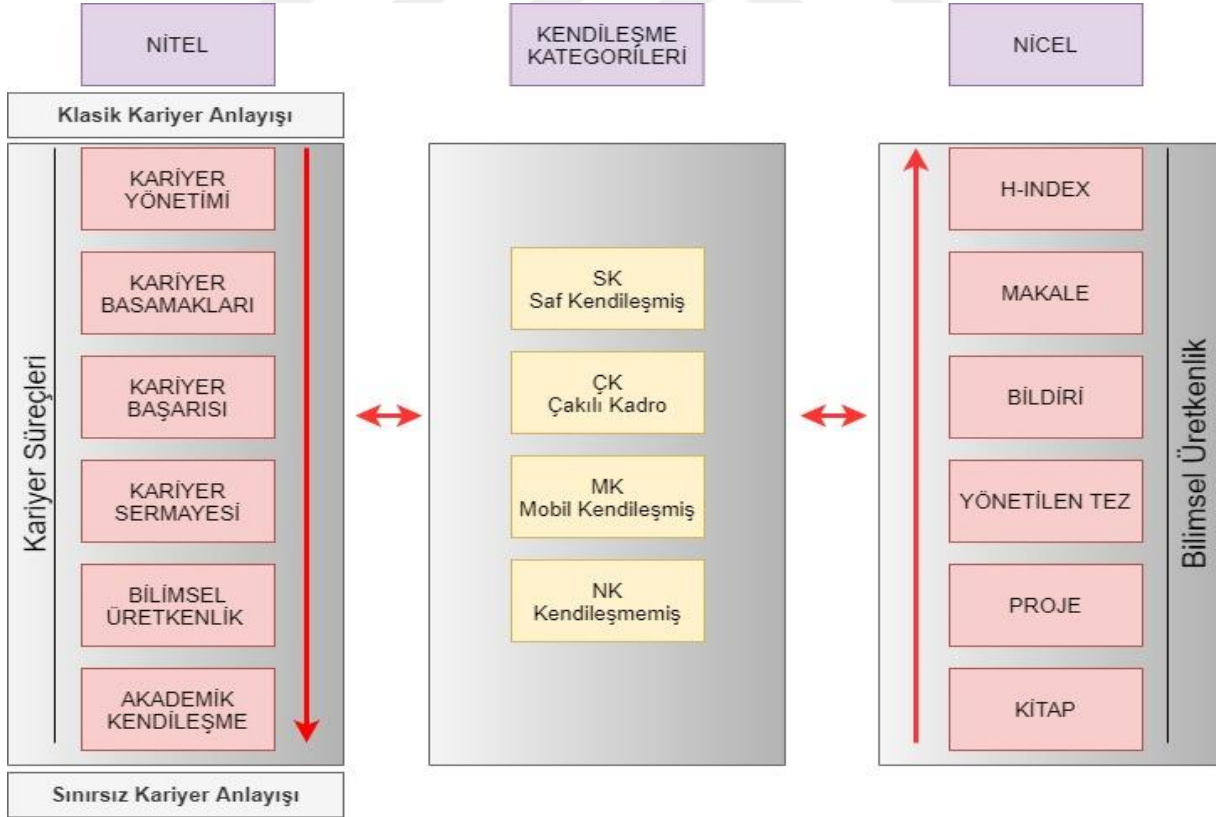 NİTEL
KENDİLEŞME
KATEGORİLERİ
NİCEL
Klasik Kariyer Anlayışı
Kariyer Süreçleri
KARİYER
YÖNETİMİ
KARİYER
BASAMAKLARI
KARİYER
BAŞARISI
KARİYER
SERMAYESİ
BİLİMSEL
ÜRETKENLİK
AKADEMİK
KENDİLEŞME
Sınırsız Kariyer Anlayışı
SK
Saf Kendileşmiş
ÇK
Çakılı Kadro
MK
Mobil Kendileşmiş
NK
Kendileşmemiş
H-INDEX
MAKALE
BİLDİRİ
YÖNETİLEN TEZ
PROJE
KİTAP
Bilimsel Üretkenlik